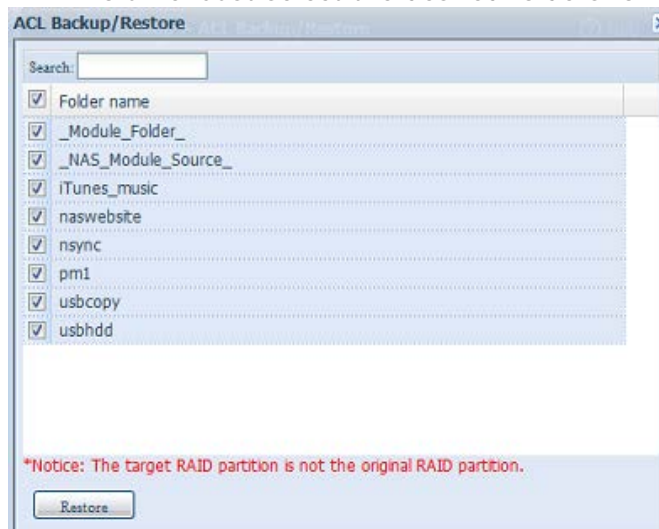 ACL Backup/Restore
Search:
Folder name
_Module_Folder_
_NAS_Module_Source_
iTunes_music
naswebsite
nsync
pm1
usbcopy
usbhdd
*Notice: The target RAID partition is not the original RAID partition.
Restore